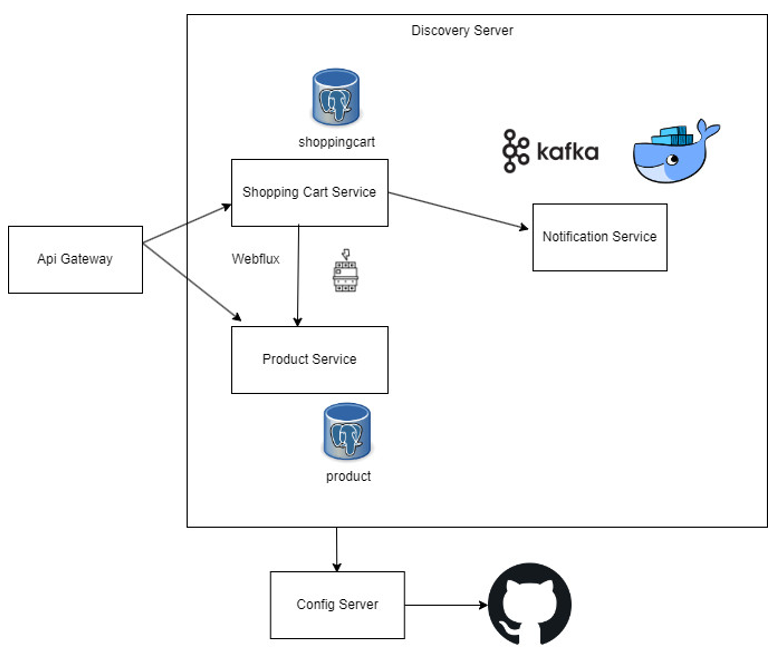 Discovery Server
shoppingcart
kafka
Shopping Cart Service
Notification Service
Api Gateway
Webflux
Product Service
product
Config Server